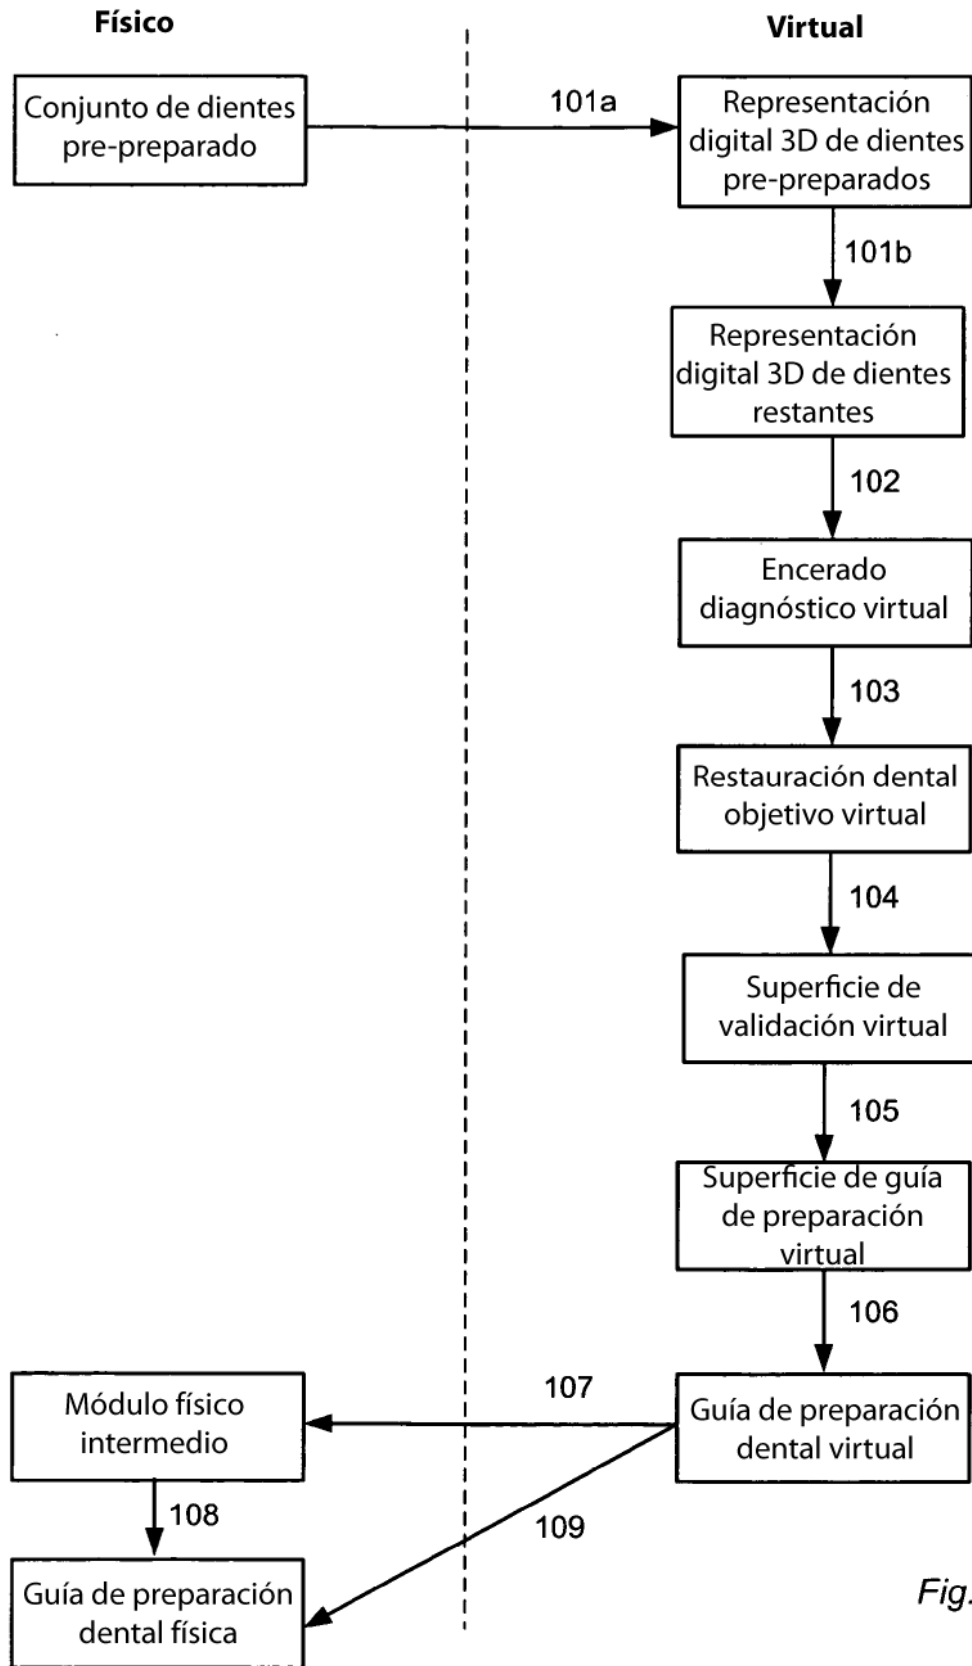 Físico
Virtual
Conjunto de dientes
pre-preparado
101a
Representación
digital 3D de dientes
pre-preparados
101b
Representación
digital 3D de dientes
restantes
102
Encerado
diagnóstico virtual
103
Restauración dental
objetivo virtual
104
Superficie de
validación virtual
105
Superficie de guía
de preparación
virtual
106
Guía de preparación
dental virtual
107
Módulo físico
intermedio
108
109
Guía de preparación
dental física
Fig.